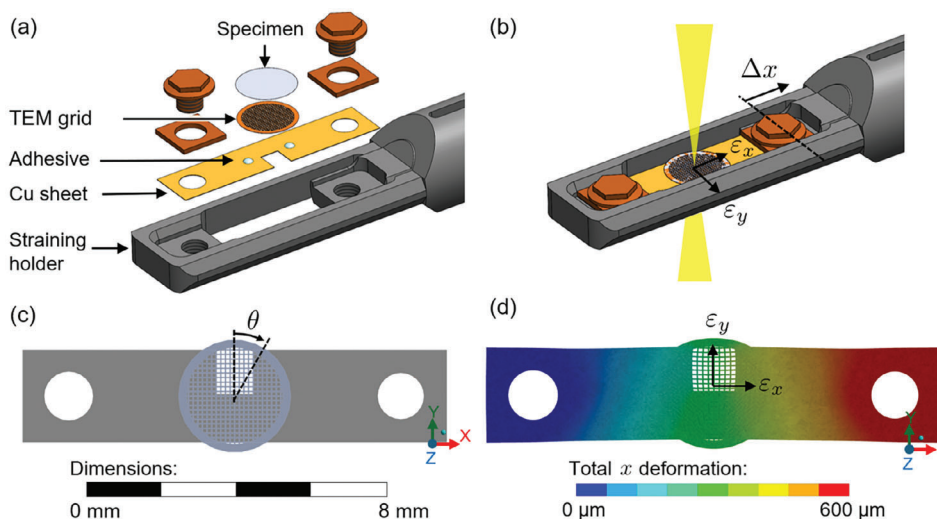 (a)
Specimen
TEM grid
Adhesive
Cu sheet
Straining
holder
(b)
Δx
εx
εy
(c)
θ
Y
X
Z
Dimensions:
0 mm
8 mm
(d)
εy
εx
Y
Z
Total x deformation:
0 μm
600 μm